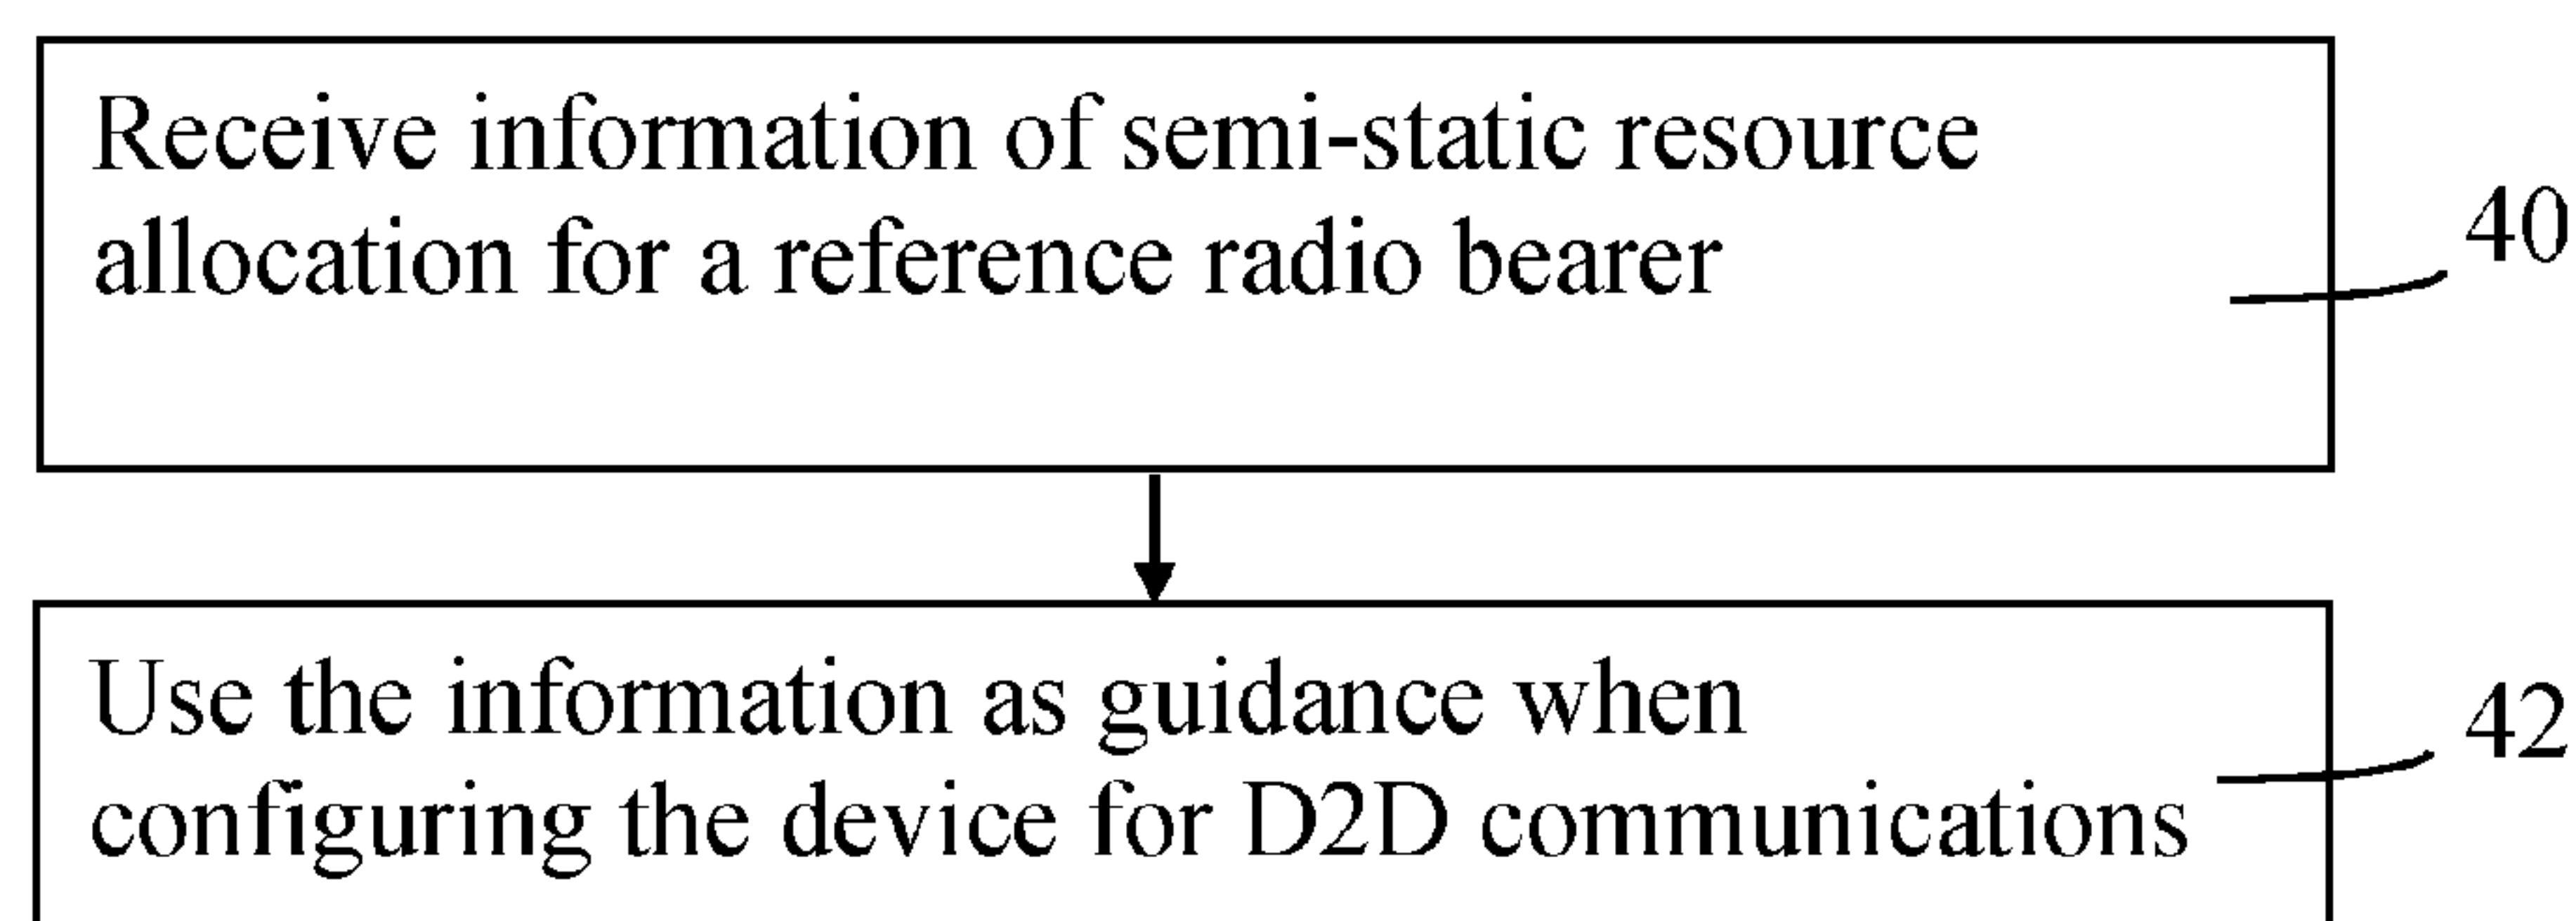 Receive information of semi-static resource
allocation for a reference radio bearer
40
Use the information as guidance when
configuring the device for D2D communications
42